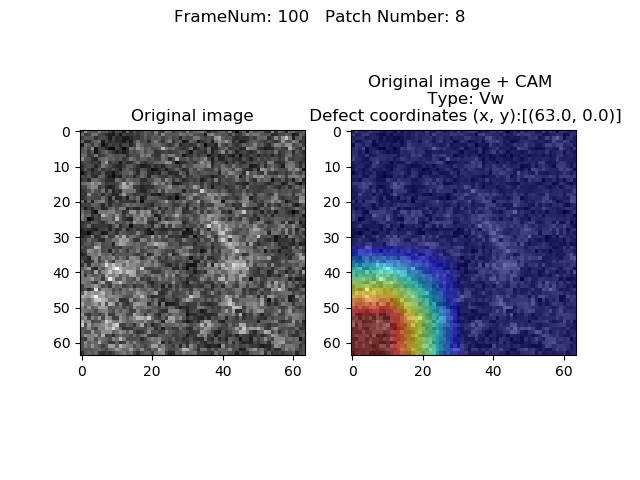 FrameNum: 100   Patch Number: 8
Original image
Original image + CAM
Type: Vw
Defect coordinates (x, y):[(63.0, 0.0)]
0
10
20
30
40
50
60
0 20 40 60
0
10
20
30
40
50
60
0 20 40 60